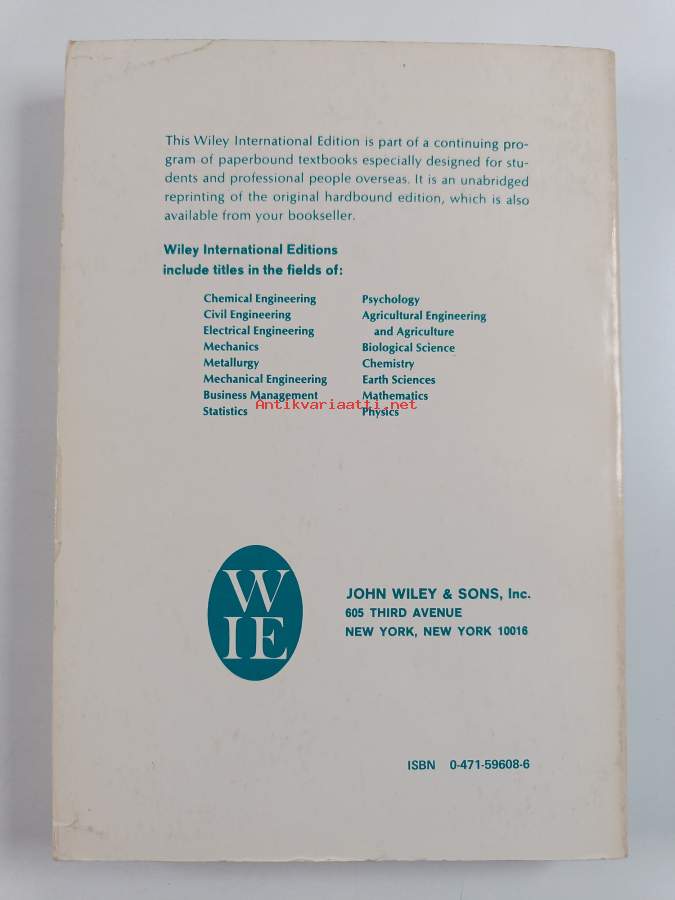 This Wiley International Edition is part of a continuing pro-
gram of paperbound textbooks especially designed for stu-
dents and professional people overseas. It is an unabridged
reprinting of the original hardbound edition, which is also
available from your bookseller.
Wiley International Editions
include titles in the fields of:
Chemical Engineering
Civil Engineering
Electrical Engineering
Mechanics
Metallurgy
Mechanical Engineering
Business Management
Statistics
Psychology
Agricultural Engineering
and Agriculture
Biological Science
Chemistry
Earth Sciences
Mathematics
Physics
Antikvariaatti.net
W
IE
JOHN WILEY & SONS, Inc.
605 THIRD AVENUE
NEW YORK, NEW YORK 10016
ISBN 0-471-59608-6